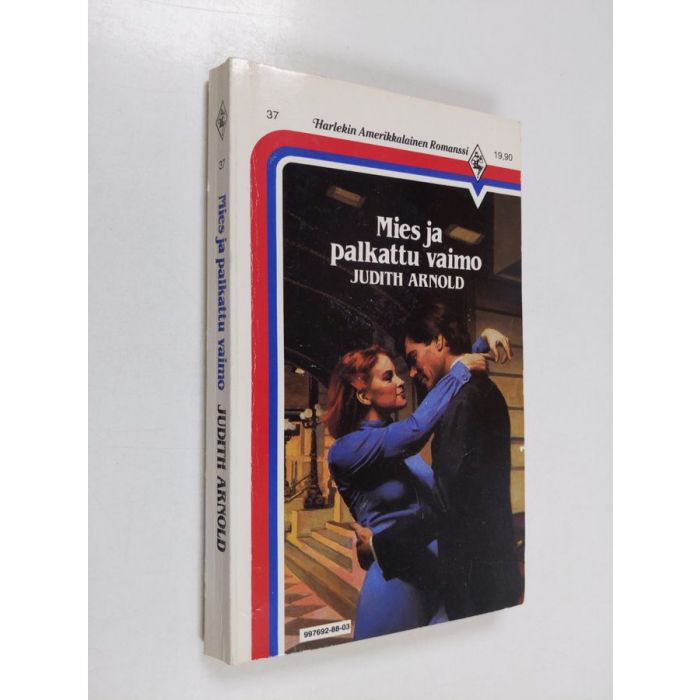 37
Harlekin Amerikkalainen Romanssi
19,90
Mies ja
palkattu vaimo
JUDITH ARNOLD
997692-88-03
37
Mies ja palkattu vaimo JUDITH ARNOLD